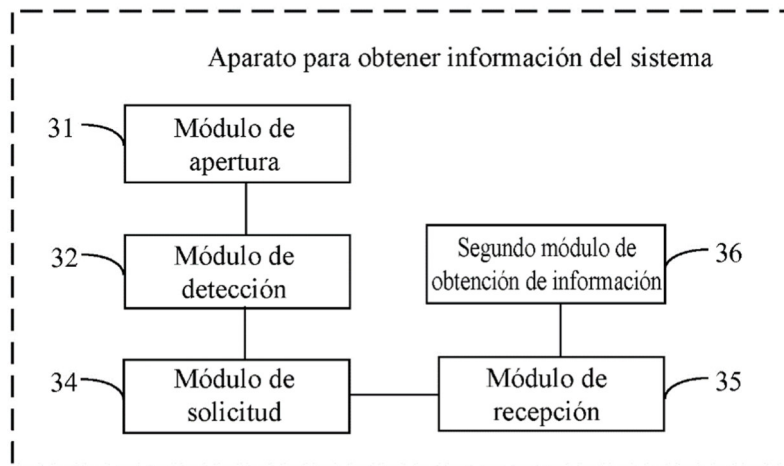 Aparato para obtener información del sistema
31
Módulo de
apertura
32
Módulo de
detección
Segundo módulo de
obtención de información
36
34
Módulo de
solicitud
Módulo de
recepción
35